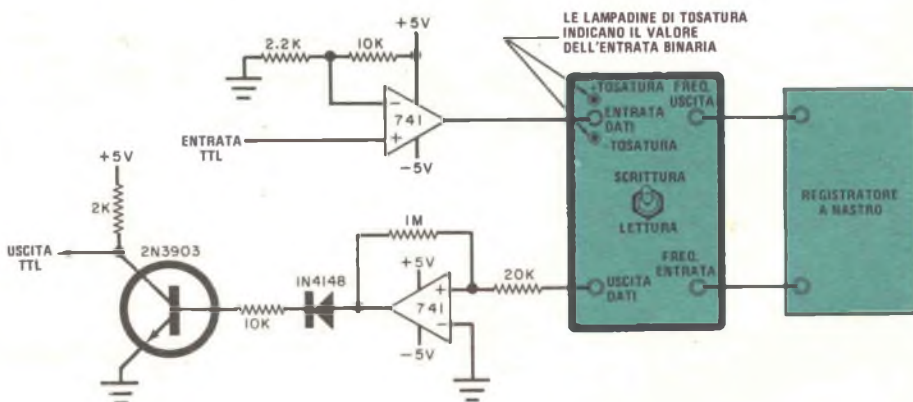 LE LAMPADINE DI TOSATURA
INDICANO IL VALORE
DELL'ENTRATA BINARIA
+5V
2.2K
10K
-
741
+
-5V
ENTRATA
TTL
+TOSATURA
FREQ.
USCITA
ENTRATA
DATI
- TOSATURA
SCRITTURA
LETTURA
REGISTRATORE
A NASTRO
FREQ.
ENTRATA
USCITA
DATI
+5V
2K
USCITA
TTL
2N3903
10K
1N4148
1M
+5V
741
+
-
-5V
20K